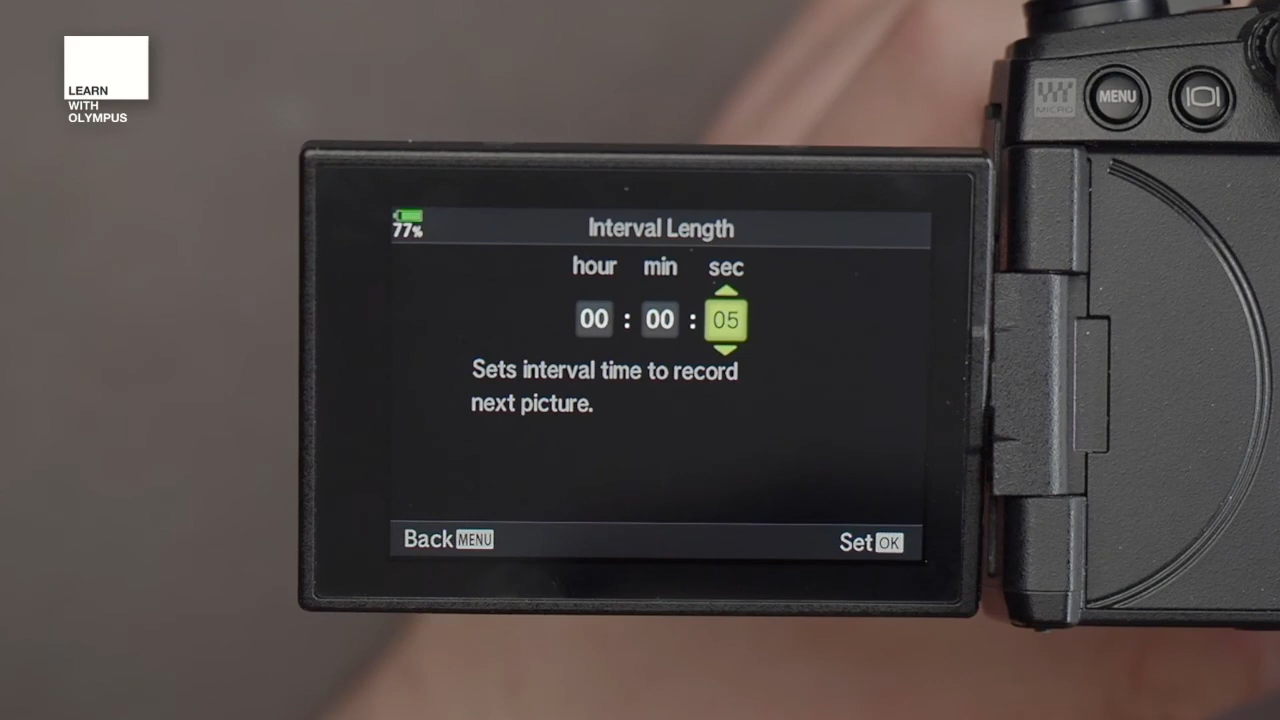 LEARN
WITH
OLYMPUS
MICRO
MENU
77%
Interval Length
hour min sec
00 : 00 : 05
Sets interval time to record
next picture.
Back MENU
Set OK